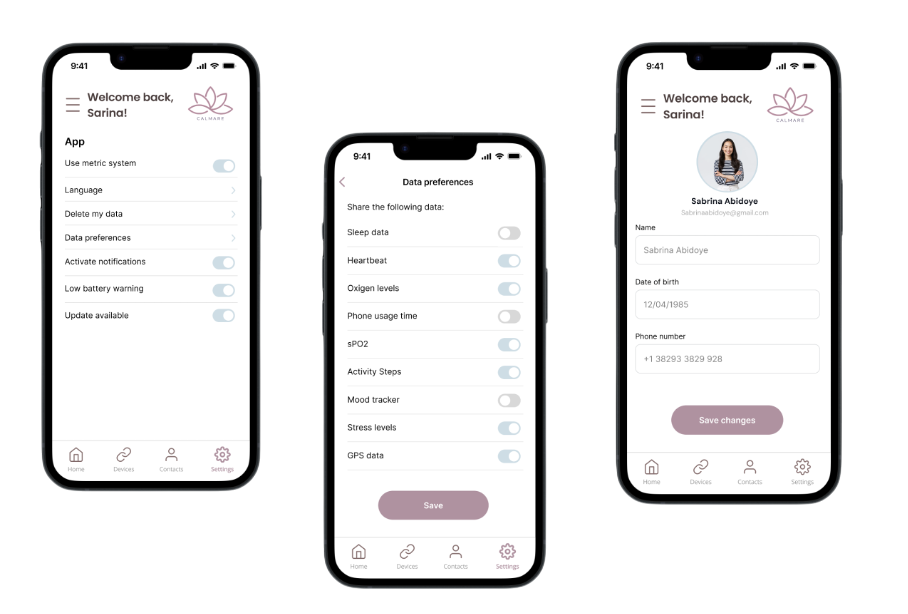 9:41
Welcome back,
Sarina!
CALMARE
App
Use metric system
Language
Delete my data
Data preferences
Activate notifications
Low battery warning
Update available
Home
Devices
Contacts
Settings
9:41
Data preferences
Share the following data:
Sleep data
Heartbeat
Oxigen levels
Phone usage time
sPO2
Activity Steps
Mood tracker
Stress levels
GPS data
Save
Home
Devices
Contacts
Settings
9:41
Welcome back,
Sarina!
CALMARE
Sabrina Abidoye
Sabrinaabidoye@gmail.com
Name
Sabrina Abidoye
Date of birth
12/04/1985
Phone number
+1 38293 3829 928
Save changes
Home
Devices
Contacts
Settings